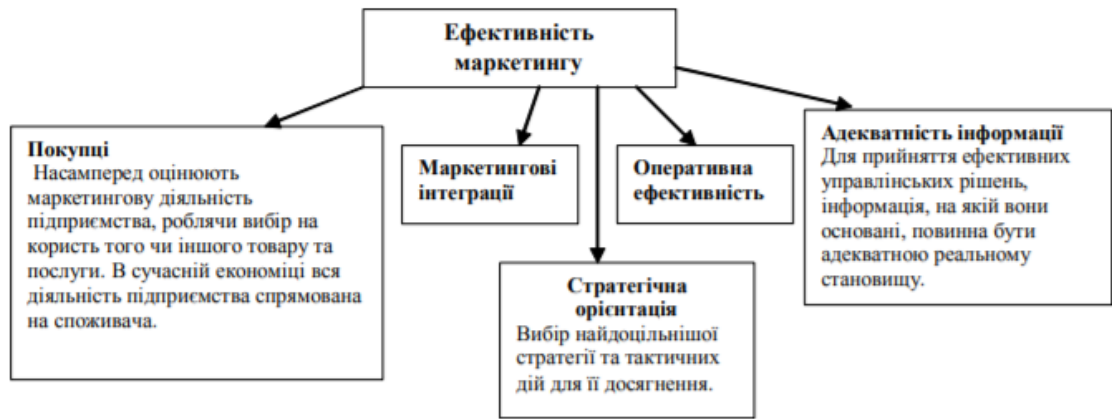 Ефективність
маркетингу
Покупці
Насамперед оцінюють
маркетингову діяльність
підприємства, роблячи вибір на
користь того чи іншого товару та
послуги. В сучасній економіці вся
діяльність підприємства спрямована
на споживача.
Маркетингові
інтеграції
Оперативна
ефективність
Адекватність інформації
Для прийняття ефективних
управлінських рішень,
інформація, на якій вони
основані, повинна бути
адекватною реальному
становищу.
Стратегічна
орієнтація
Вибір найдоцільнішої
стратегії та тактичних
дій для її досягнення.